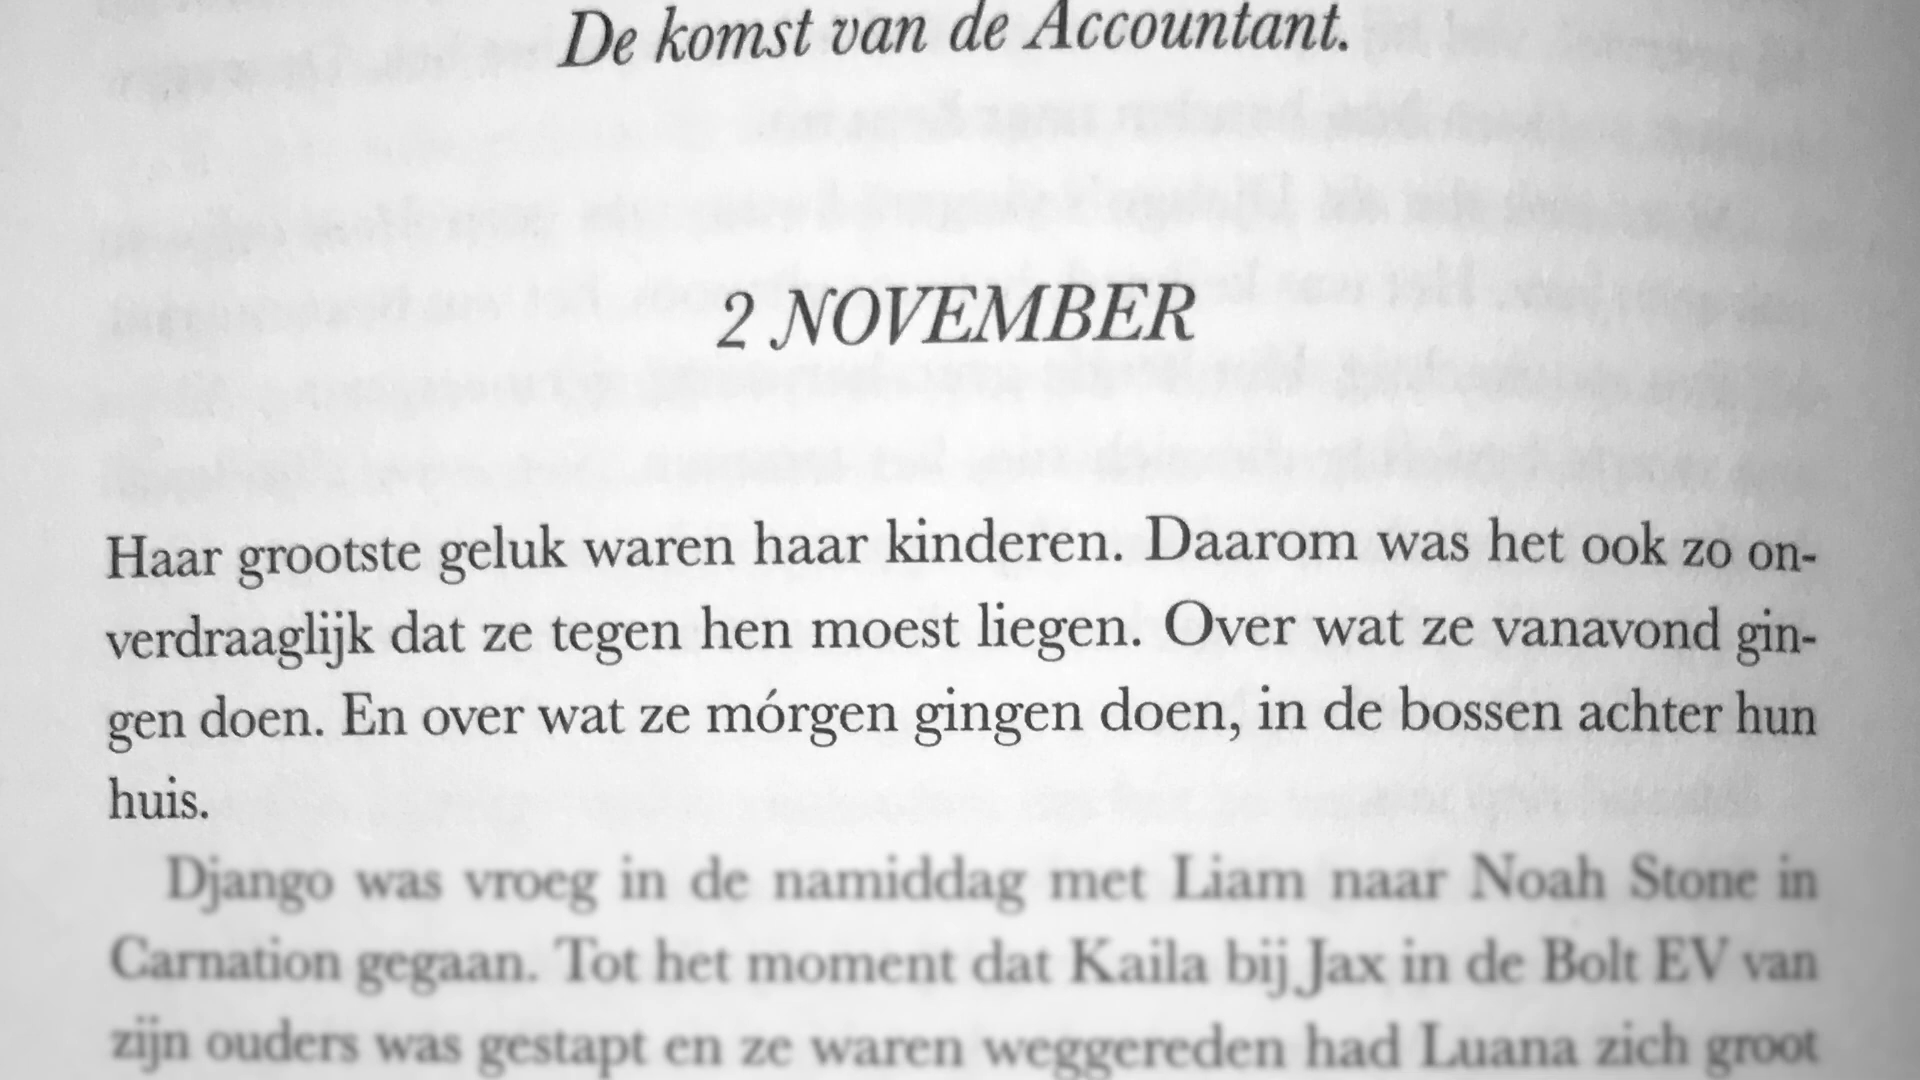 De komst van de Accountant.
2 NOVEMBER
Haar grootste geluk waren haar kinderen. Daarom was het ook zo on-
verdraaglijk dat ze tegen hen moest liegen. Over wat ze vanavond gin-
gen doen. En over wat ze mórgen gingen doen, in de bossen achter hun
huis.
Django was vroeg in de namiddag met Liam naar Noah Stone in
Carnation gegaan. Tot het moment dat Kaila bij Jax in de Bolt EV van
zijn ouders was gestapt en ze waren weggereden had Luana zich groot